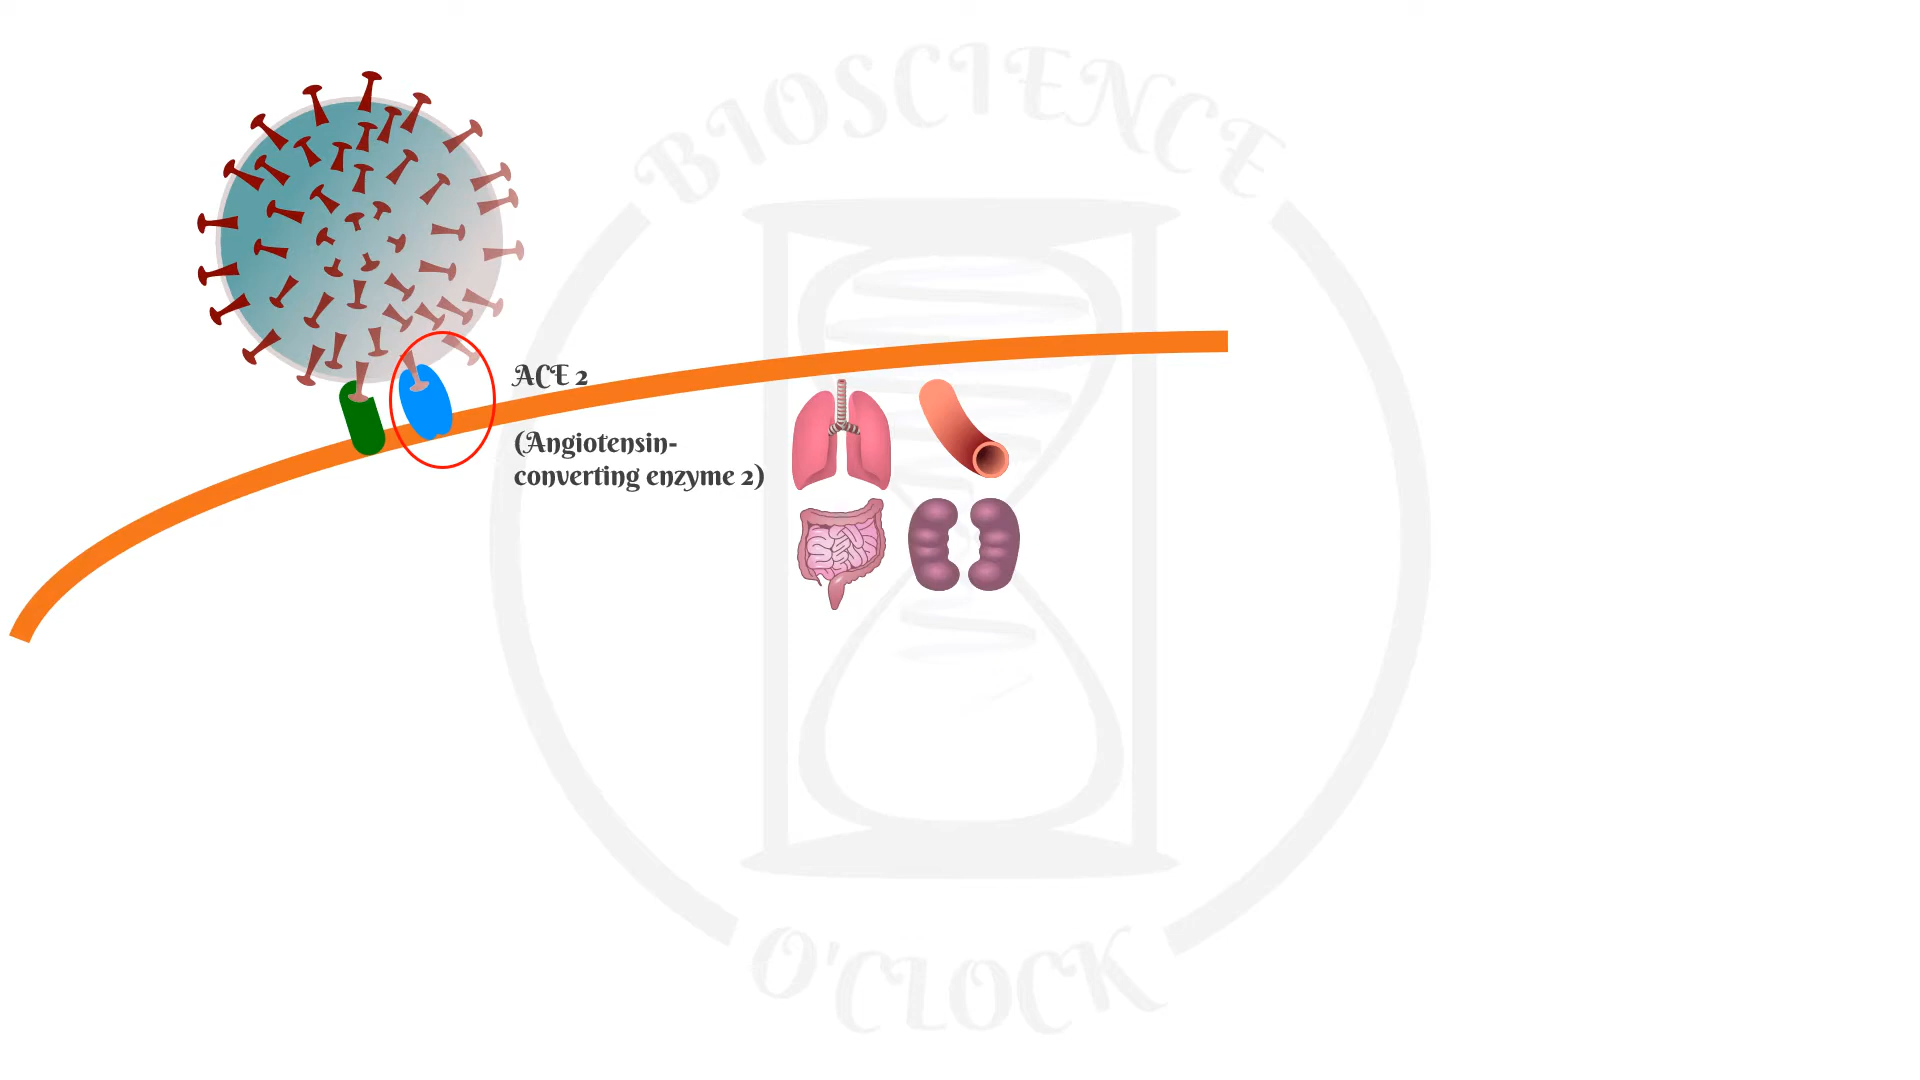 BIOSCIENCE
ACE 2
(Angiotensin-
converting enzyme 2)
O'CLOCK